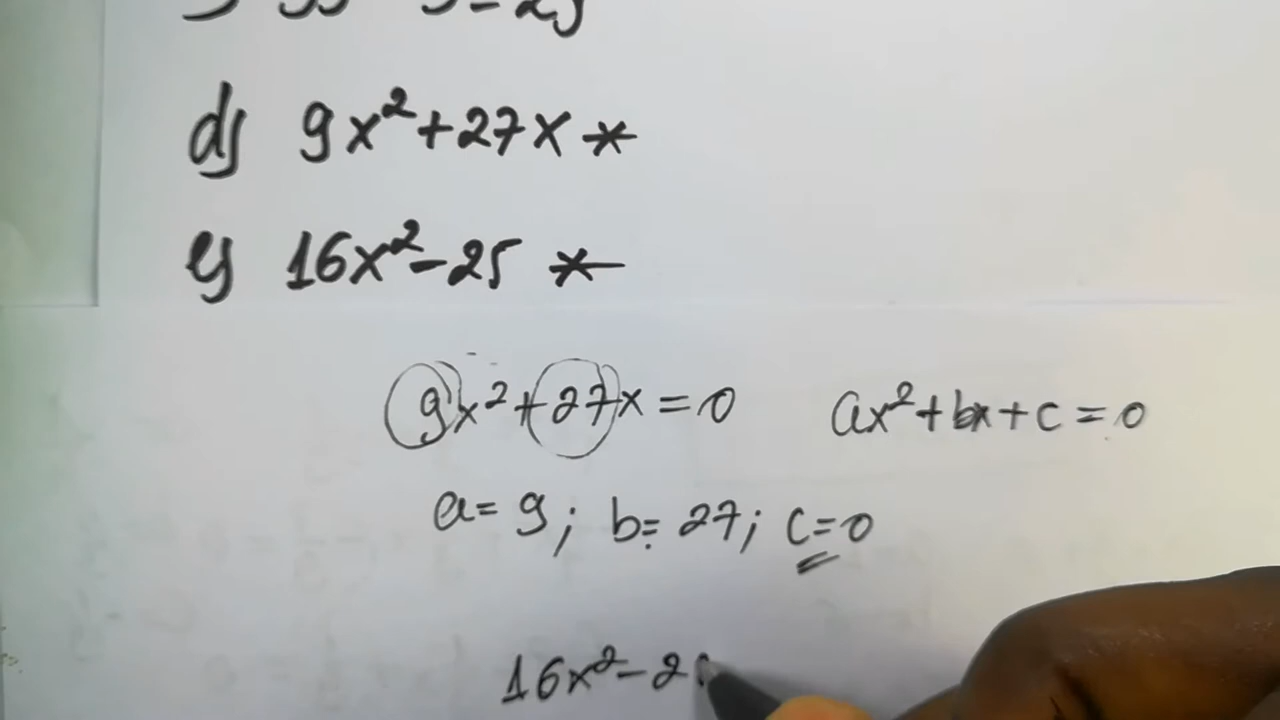 d) 9x²+27x *
e) 16x²-25 *
9x²+27x=0 ax²+bx+c=0
a=9; b=27; c=0
16x²-2